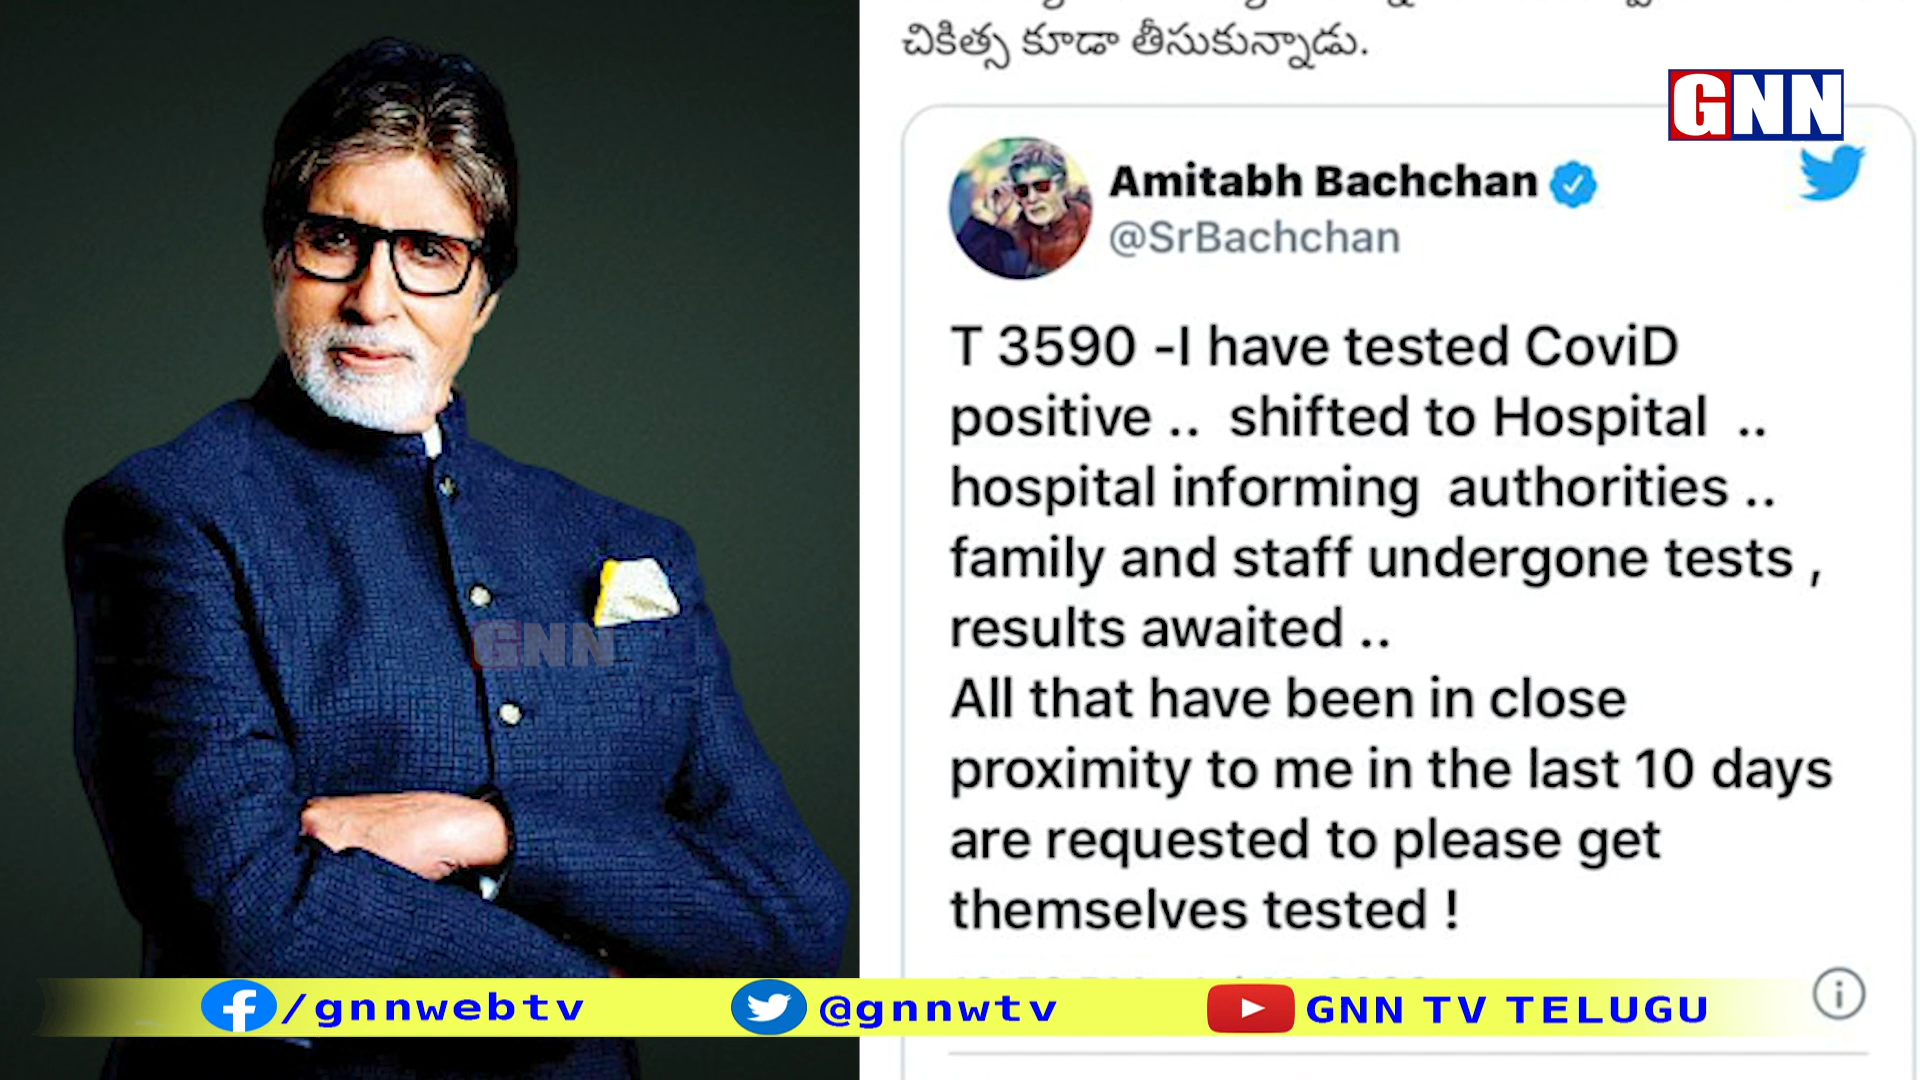 చికిత్స కూడా తీసుకున్నాడు.
GNN
Amitabh Bachchan
@SrBachchan
T 3590 -I have tested CoviD
positive .. shifted to Hospital ..
hospital informing authorities ..
family and staff undergone tests ,
results awaited ..
All that have been in close
proximity to me in the last 10 days
are requested to please get
themselves tested !
GNN
/gnnwebtv
@gnnwtv
GNN TV TELUGU